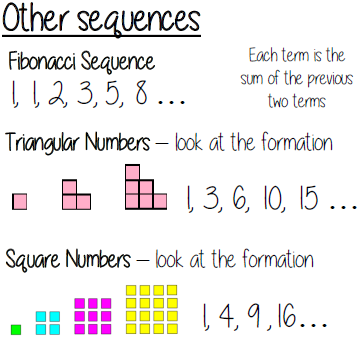 Other sequences
Fibonacci Sequence
1, 1, 2, 3, 5, 8 ...
Each term is the
sum of the previous
two terms
Triangular Numbers – look at the formation
1, 3, 6, 10, 15 ...
Square Numbers – look at the formation
1, 4, 9, 16...